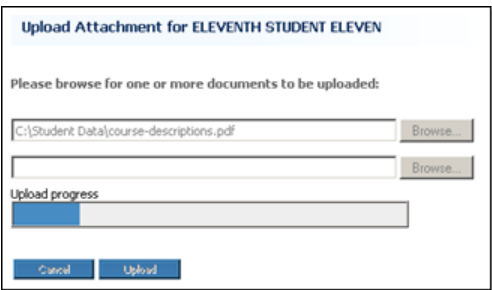 Upload Attachment for ELEVENTH STUDENT ELEVEN
Please browse for one or more documents to be uploaded:
C:\Student Data\course-descriptions.pdf Browse...
Browse...
Upload progress
Cancel Upload